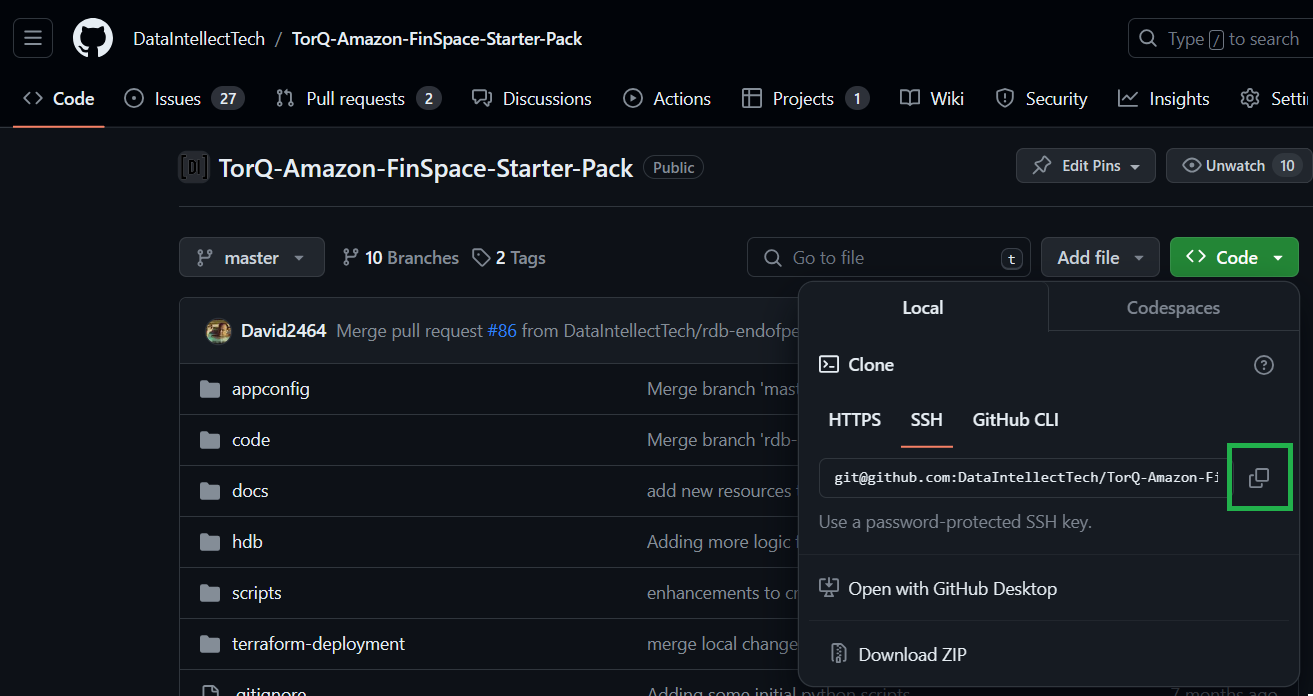 DataIntellectTech / TorQ-Amazon-FinSpace-Starter-Pack
Type / to search
Code Issues 27 Pull requests 2 Discussions Actions Projects 1 Wiki Security Insights Setti
[DI] TorQ-Amazon-FinSpace-Starter-Pack Public
Edit Pins Unwatch 10
master 10 Branches 2 Tags
Go to file t Add file Code
David2464 Merge pull request #86 from DataIntellectTech/rdb-endofpe
appconfig Merge branch 'mast
code Merge branch 'rdb-
docs add new resources
hdb Adding more logic
scripts enhancements to cr
terraform-deployment merge local change
.gitignore Adding some initial python scripts 7 months ago
Local Codespaces
Clone
HTTPS SSH GitHub CLI
git@github.com:DataIntellectTech/TorQ-Amazon-Fi
Use a password-protected SSH key.
Open with GitHub Desktop
Download ZIP